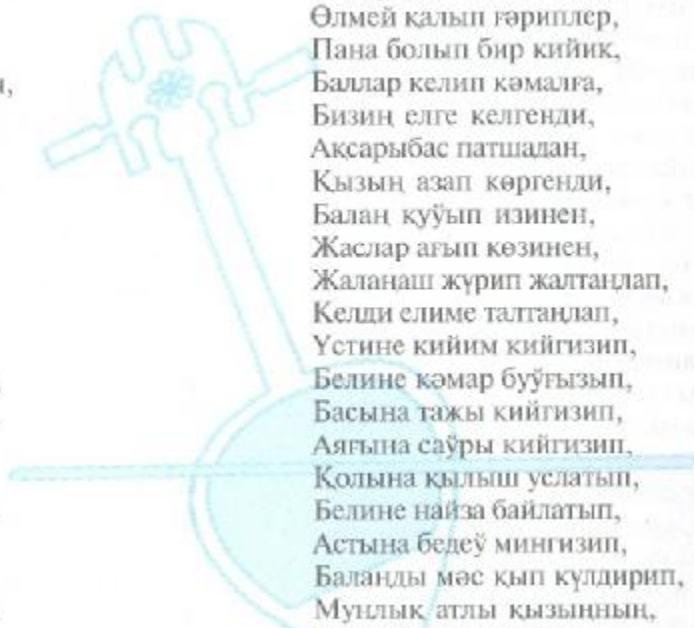 Өлмей қалып ғәриплер,
Пана болып бир кийик,
Баллар келип кәмалға,
Бизиң елге келгенди,
Ақсарыбас патшадан,
Қызың азап көргенди,
Балаң қуўып изинен,
Жаслар ағып көзинен,
Жаланаш жүрип жалтаңлап,
Келди елиме талтаңлап,
Үстине кийим кийгизип,
Белине кәмар буўғызып,
Басына тажы кийгизип,
Аяғына саўры кийгизип,
Қолына қылыш услатып,
Белине найза байлатып,
Астына бедеў мингизип,
Баланды мәс қып күлдирип,
Мунлық атлы қызыңның,